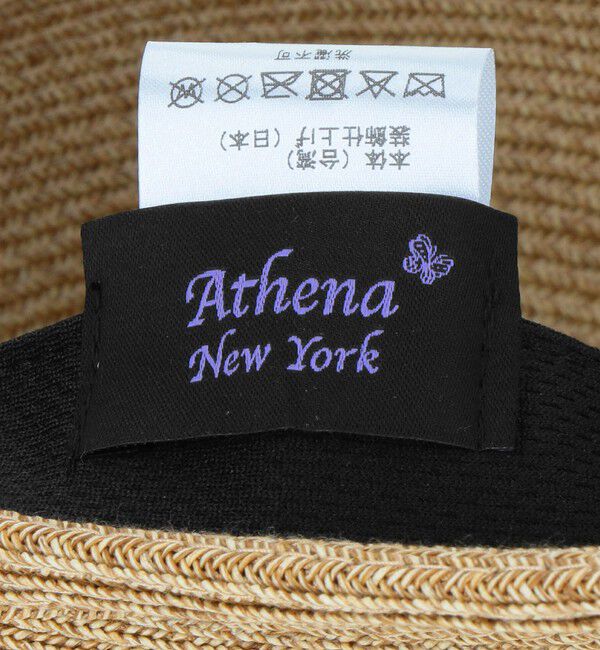 本体（台湾）
装飾仕上げ（日本）
洗濯不可
Athena
New York